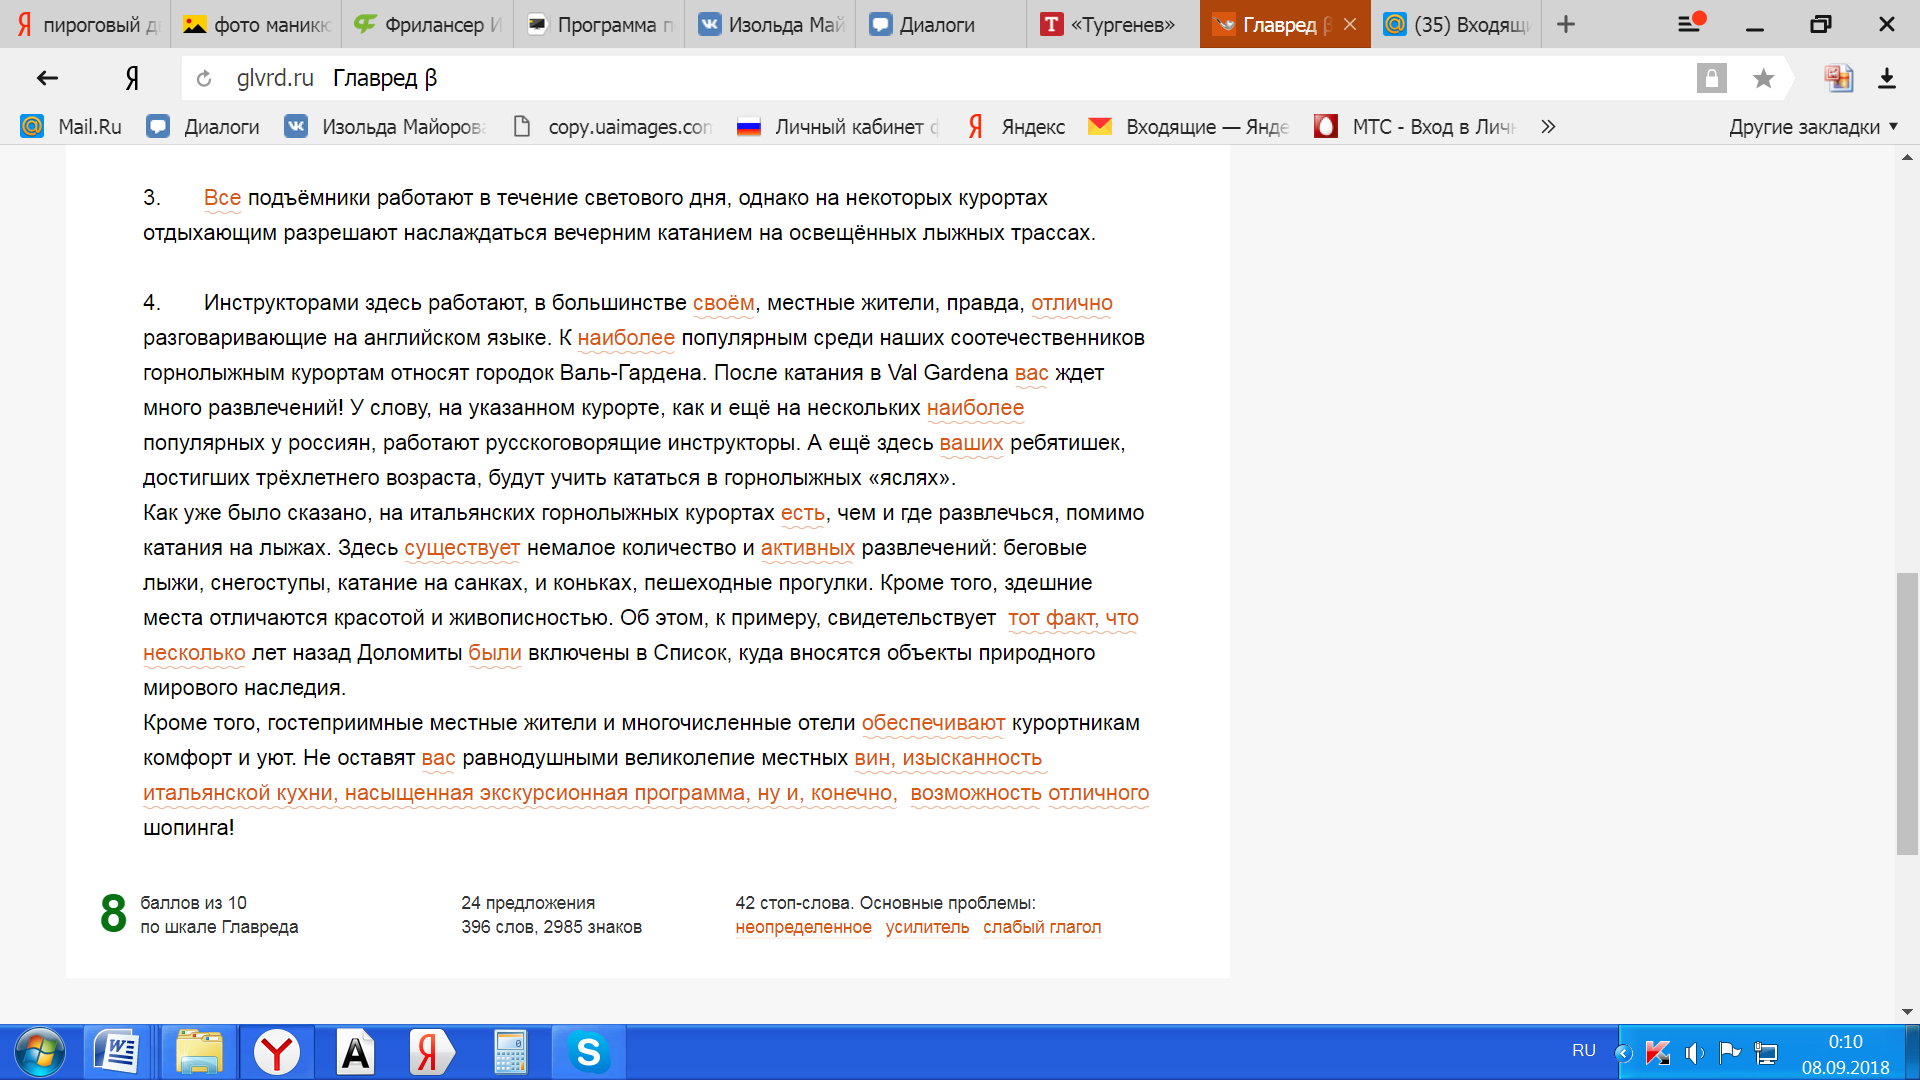 пироговый д
фото маникю
Фрилансер И
Программа п
Изольда Май
Диалоги
«Тургенев»
Главред β
(35) Входящи
glvrd.ru Главред β
Mail.Ru
Диалоги
Изольда Майорова
copy.uaimages.com
Личный кабинет ф
Яндекс
Входящие — Янде
МТС - Вход в Личн
Другие закладки
3. Все подъёмники работают в течение светового дня, однако на некоторых курортах
отдыхающим разрешают наслаждаться вечерним катанием на освещённых лыжных трассах.
4. Инструкторами здесь работают, в большинстве своём, местные жители, правда, отлично
разговаривающие на английском языке. К наиболее популярным среди наших соотечественников
горнолыжным курортам относят городок Валь-Гардена. После катания в Val Gardena вас ждет
много развлечений! У слову, на указанном курорте, как и ещё на нескольких наиболее
популярных у россиян, работают русскоговорящие инструкторы. А ещё здесь ваших ребятишек,
достигших трёхлетнего возраста, будут учить кататься в горнолыжных «яслях».
Как уже было сказано, на итальянских горнолыжных курортах есть, чем и где развлечься, помимо
катания на лыжах. Здесь существует немалое количество и активных развлечений: беговые
лыжи, снегоступы, катание на санках, и коньках, пешеходные прогулки. Кроме того, здешние
места отличаются красотой и живописностью. Об этом, к примеру, свидетельствует тот факт, что
несколько лет назад Доломиты были включены в Список, куда вносятся объекты природного
мирового наследия.
Кроме того, гостеприимные местные жители и многочисленные отели обеспечивают курортникам
комфорт и уют. Не оставят вас равнодушными великолепие местных вин, изысканность
итальянской кухни, насыщенная экскурсионная программа, ну и, конечно, возможность отличного
шопинга!
8 баллов из 10
по шкале Главреда
24 предложения
396 слов, 2985 знаков
42 стоп-слова. Основные проблемы:
неопределенное усилитель слабый глагол
RU
0:10
08.09.2018